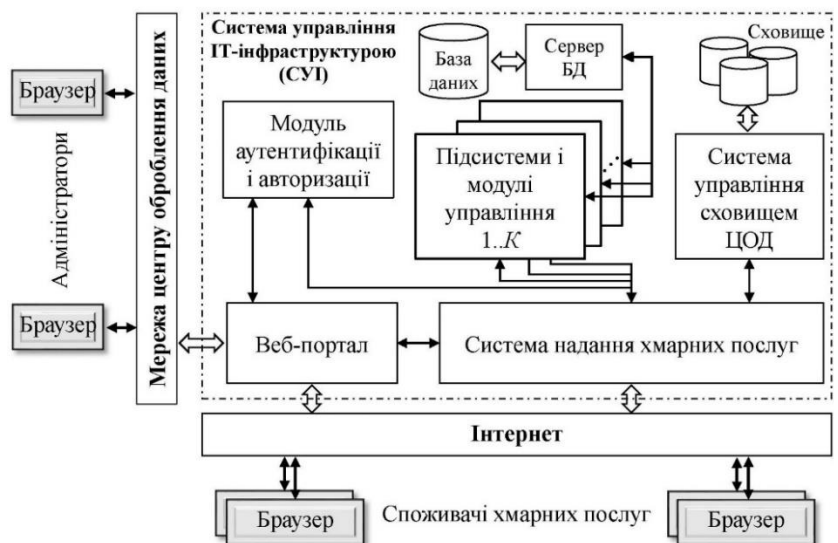 Система управління
ІТ-інфраструктурою
(СУІ)
База
даних
Сервер
БД
Сховище
Браузер
Адміністратори
Браузер
Мережа центру оброблення даних
Модуль
аутентифікації
і авторизації
Підсистеми і
модулі
управління
1..K
Система
управління
сховищем
ЦОД
Веб-портал
Система надання хмарних послуг
Інтернет
Браузер
Споживачі хмарних послуг
Браузер